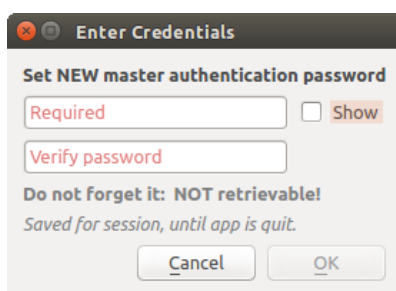 Enter Credentials
Set NEW master authentication password
Required Show
Verify password
Do not forget it: NOT retrievable!
Saved for session, until app is quit.
Cancel OK